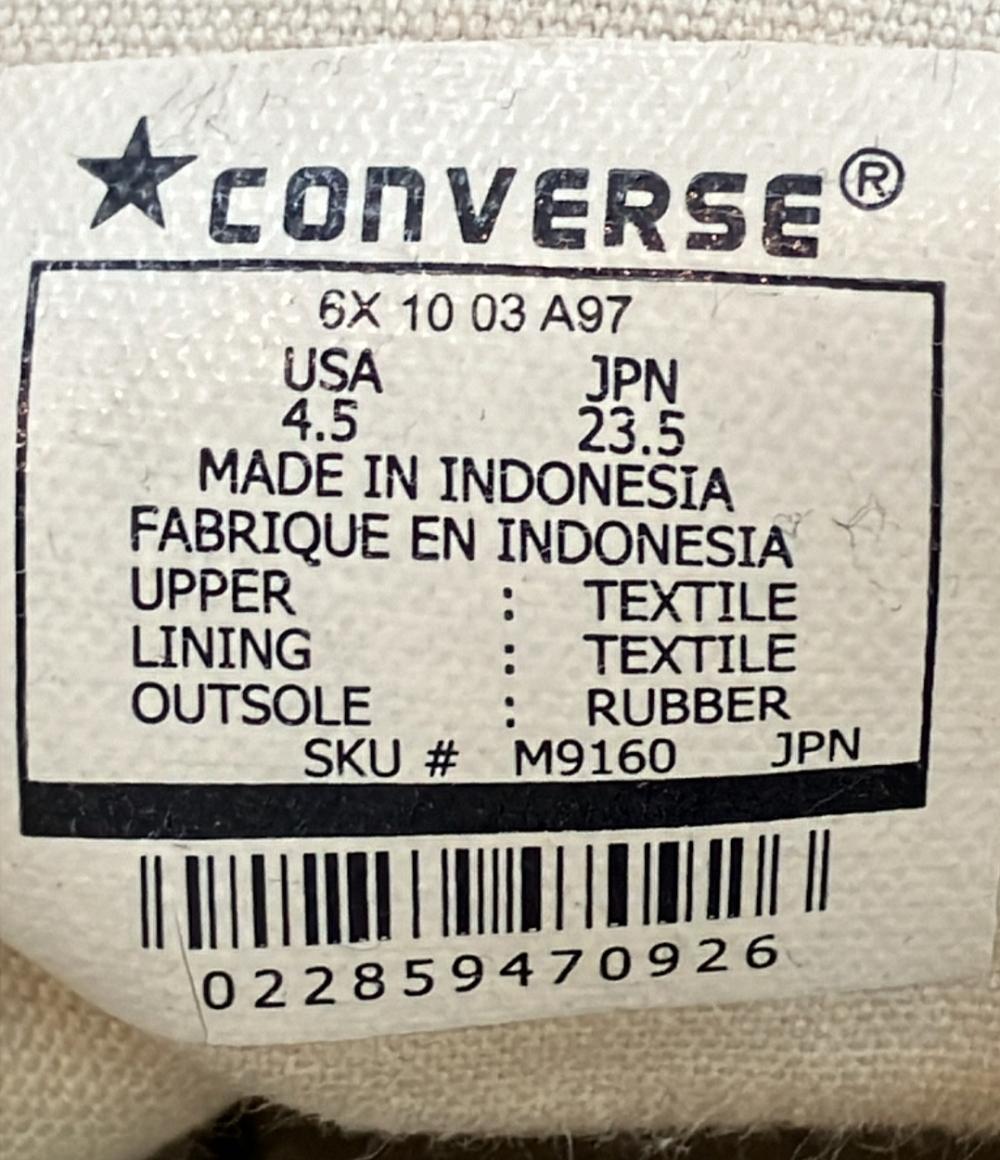 ★CONVERSE®
6X 10 03 A97
USA JPN
4.5 23.5
MADE IN INDONESIA
FABRIQUE EN INDONESIA
UPPER : TEXTILE
LINING : TEXTILE
OUTSOLE : RUBBER
SKU # M9160 JPN
022859470926